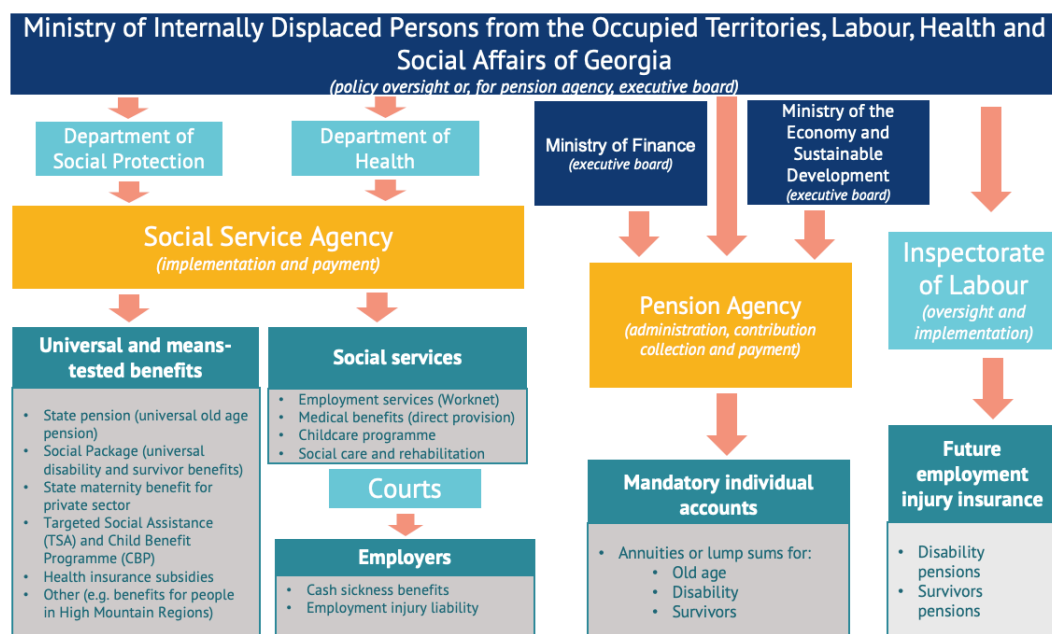 Ministry of Internally Displaced Persons from the Occupied Territories, Labour, Health and
Social Affairs of Georgia
(policy oversight or, for pension agency, executive board)
Department of
Social Protection
Department of
Health
Social Service Agency
(implementation and payment)
Universal and means-
tested benefits
• State pension (universal old age
pension)
• Social Package (universal
disability and survivor benefits)
• State maternity benefit for
private sector
• Targeted Social Assistance
(TSA) and Child Benefit
Programme (CBP)
• Health insurance subsidies
• Other (e.g. benefits for people
in High Mountain Regions)
Social services
• Employment services (Worknet)
• Medical benefits (direct provision)
• Childcare programme
• Social care and rehabilitation
Courts
Employers
• Cash sickness benefits
• Employment injury liability
Ministry of Finance
(executive board)
Ministry of the
Economy and
Sustainable
Development
(executive board)
Pension Agency
(administration, contribution
collection and payment)
Mandatory individual
accounts
• Annuities or lump sums for:
• Old age
• Disability
• Survivors
Inspectorate
of Labour
(oversight and
implementation)
Future
employment
injury insurance
• Disability
pensions
• Survivors
pensions